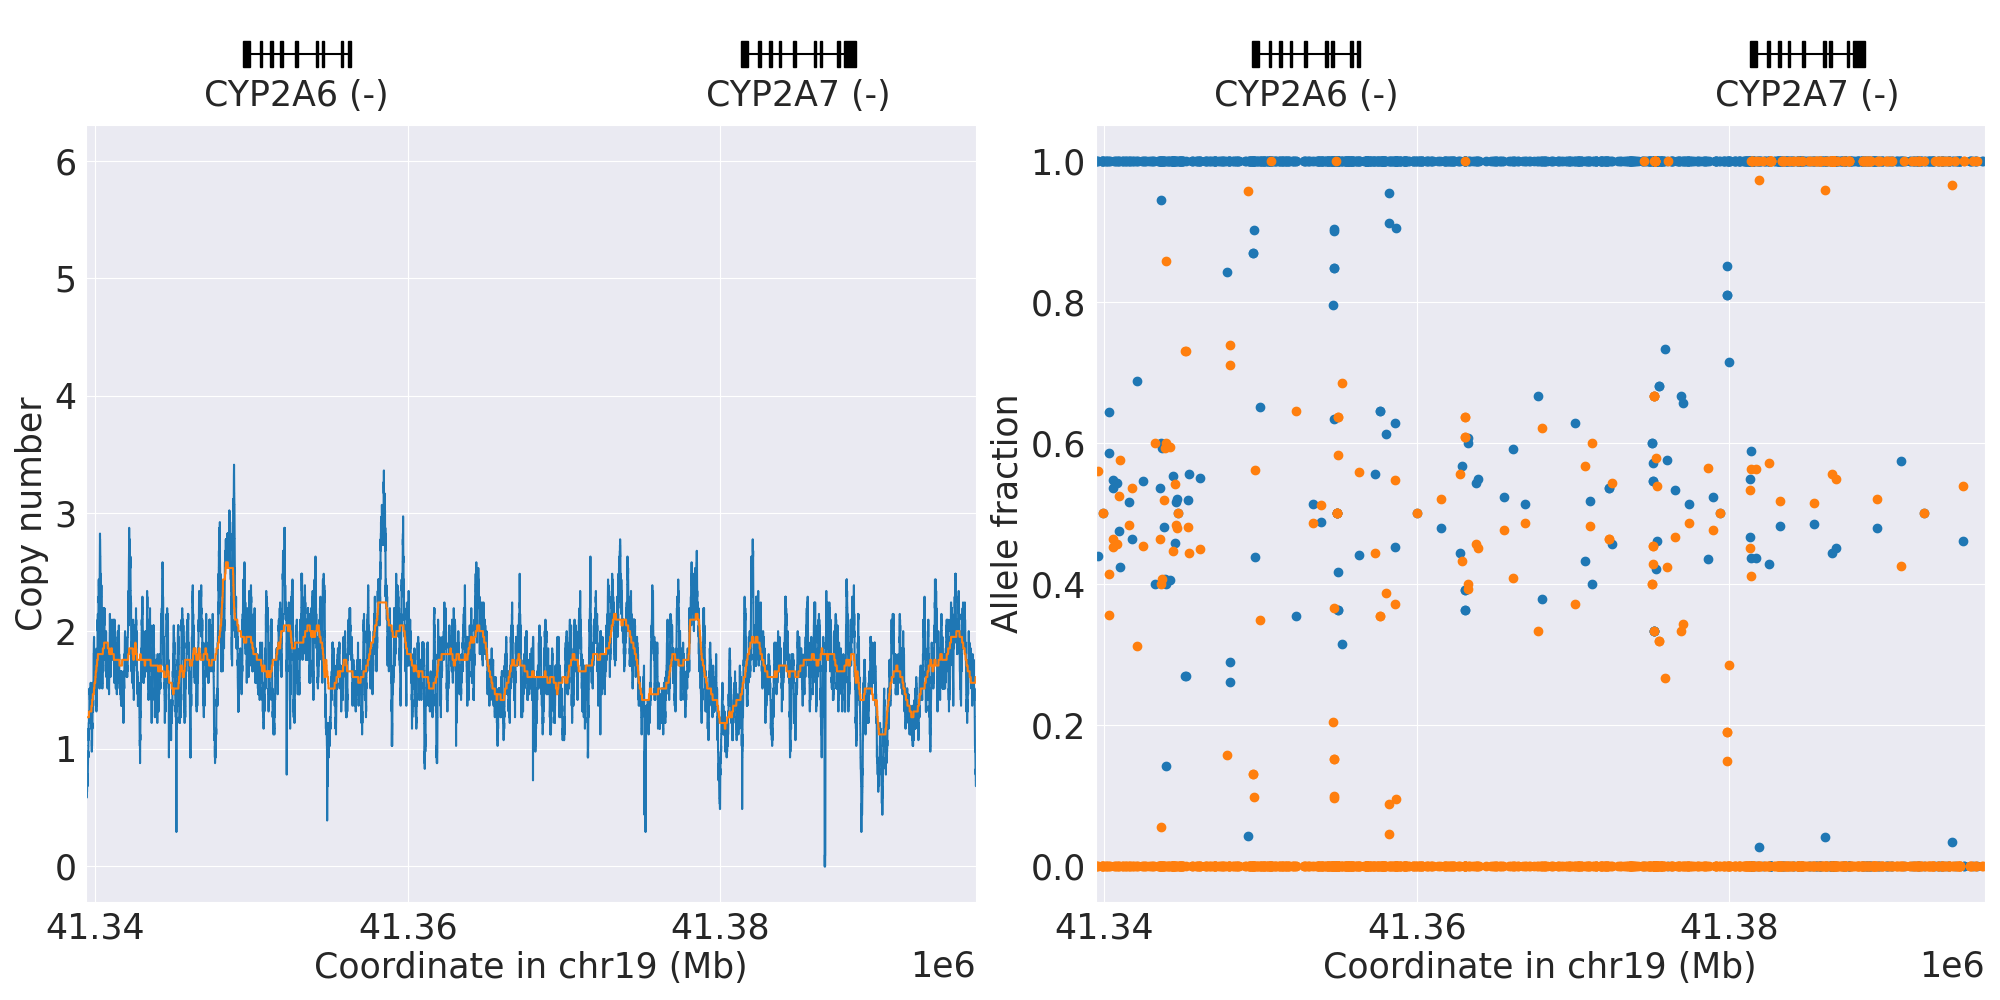 CYP2A6 (-)
CYP2A7 (-)
CYP2A6 (-)
CYP2A7 (-)
Copy number
6
5
4
3
2
1
0
41.34
41.36
41.38
Coordinate in chr19 (Mb)
1e6
Allele fraction
1.0
0.8
0.6
0.4
0.2
0.0
41.34
41.36
41.38
Coordinate in chr19 (Mb)
1e6